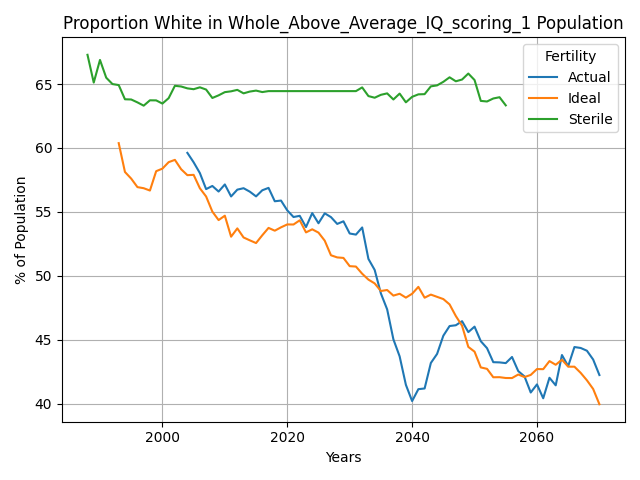 Proportion White in Whole_Above_Average_IQ_scoring_1 Population
Fertility
Actual
Ideal
Sterile
% of Population
65
60
55
50
45
40
2000
2020
2040
2060
Years